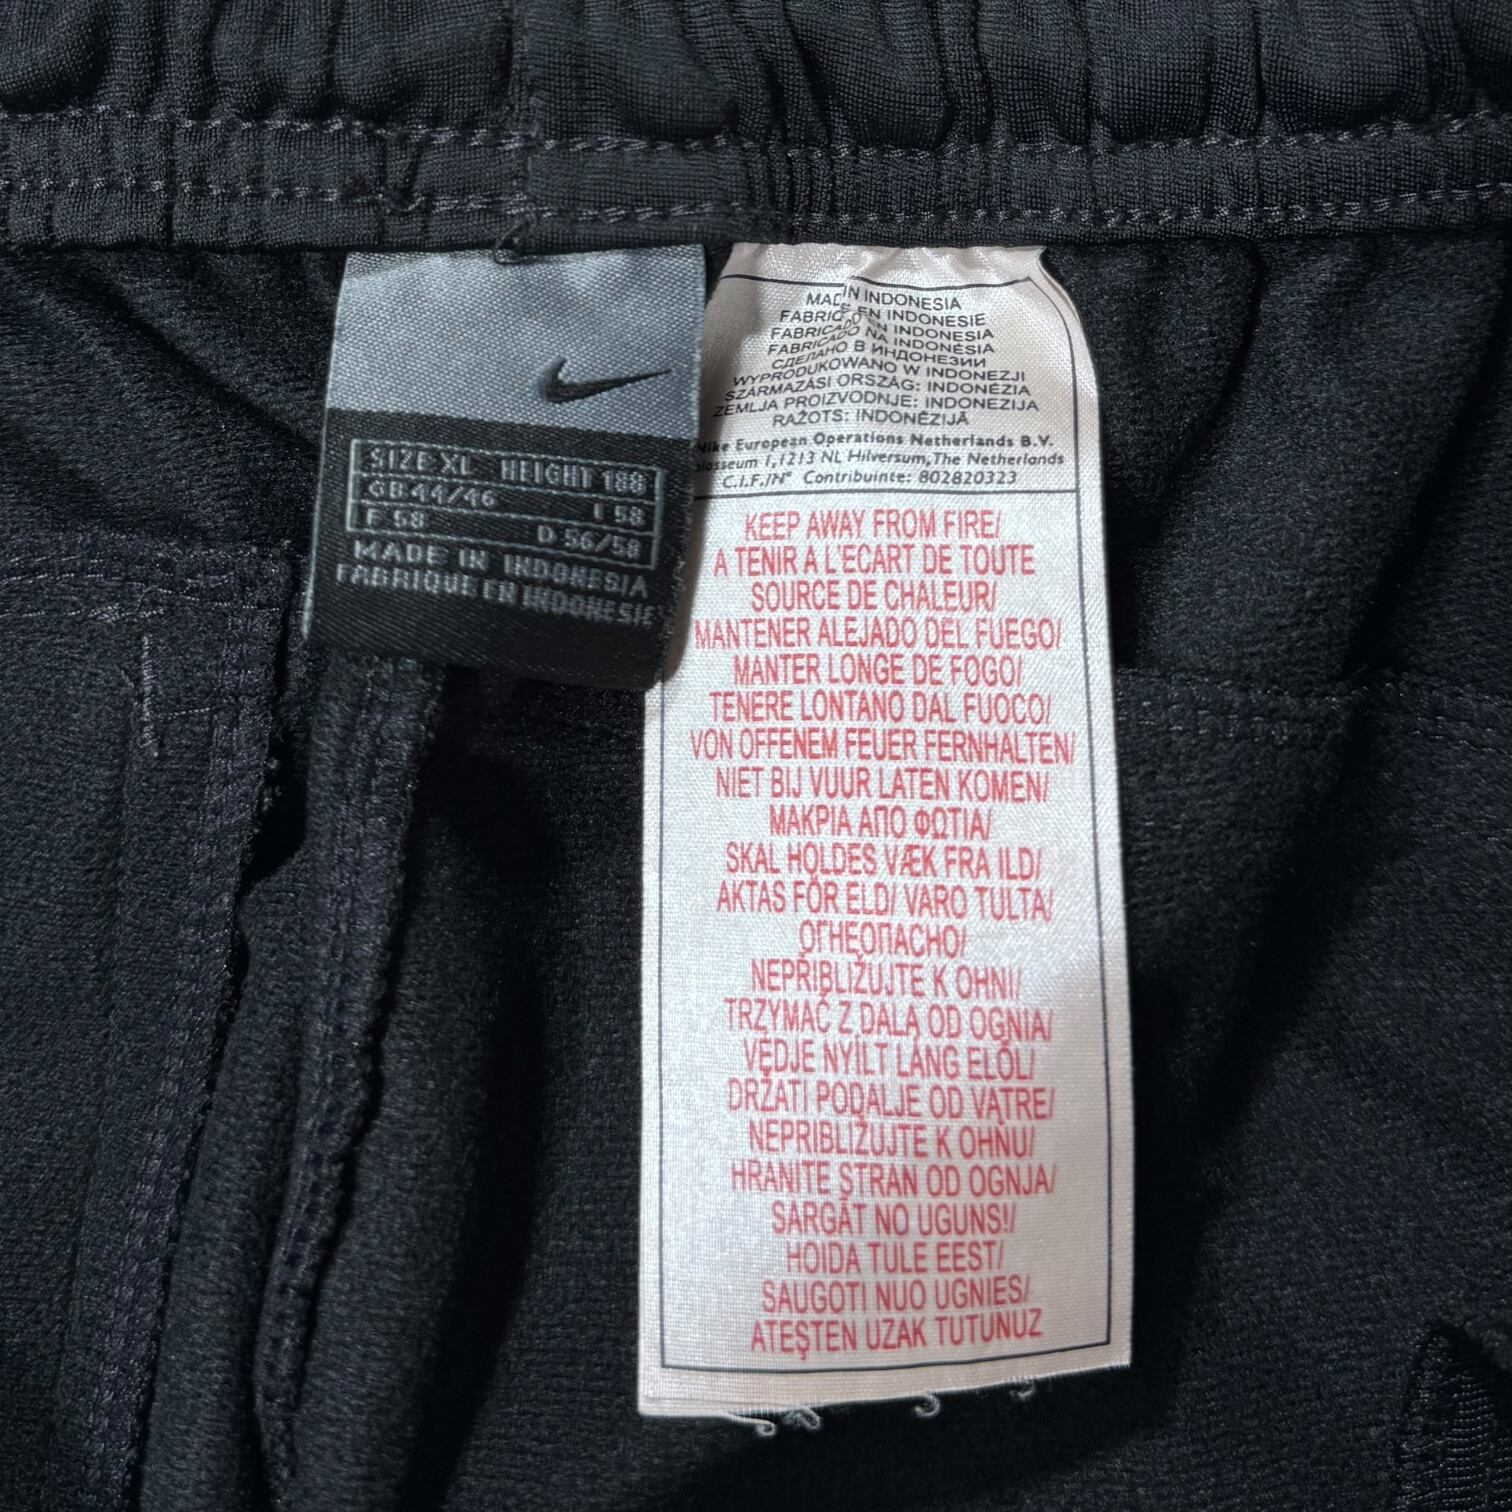 SIZE XL HEIGHT 188
GB 44/46 I 58
F 58 D 56/58
MADE IN INDONESIA
FABRIQUE EN INDONESIE
IN INDONESIA
EN INDONESIE
NA INDONESIA
FABRICADO NA INDONÉSIA
СДЕЛАНО В ИНДОНЕЗИИ
WYPRODUKOWANO W INDONEZJI
SZÁRMAZÁSI ORSZÁG: INDONÉZIA
ZEMLJA PROIZVODNJE: INDONEZIJA
RAŽOTS: INDONĒZIJĀ
Nike European Operations Netherlands B.V.
1,1213 NL Hilversum,The Netherlands
C.I.F./N° Contribuinte: 802820323
KEEP AWAY FROM FIRE/
A TENIR A L'ECART DE TOUTE
SOURCE DE CHALEUR/
MANTENER ALEJADO DEL FUEGO/
MANTER LONGE DE FOGO/
TENERE LONTANO DAL FUOCO/
VON OFFENEM FEUER FERNHALTEN/
NIET BIJ VUUR LATEN KOMEN/
ΜΑΚΡΙΑ ΑΠΟ ΦΩΤΙΑ/
SKAL HOLDES VÆK FRA ILD/
AKTAS FÖR ELD/ VARO TULTA/
ОГНЕОПАСНО/
NEPŘIBLIŽUJTE K OHNI/
TRZYMAĆ Z DALA OD OGNIA/
VÉDJE NYÍLT LÁNG ELŐL/
DRŽATI PODALJE OD VATRE/
NEPRIBLIŽUJTE K OHŇU/
HRANITE STRAN OD OGNJA/
SARGĀT NO UGUNS!/
HOIDA TULE EEST/
SAUGOTI NUO UGNIES/
ATEŞTEN UZAK TUTUNUZ